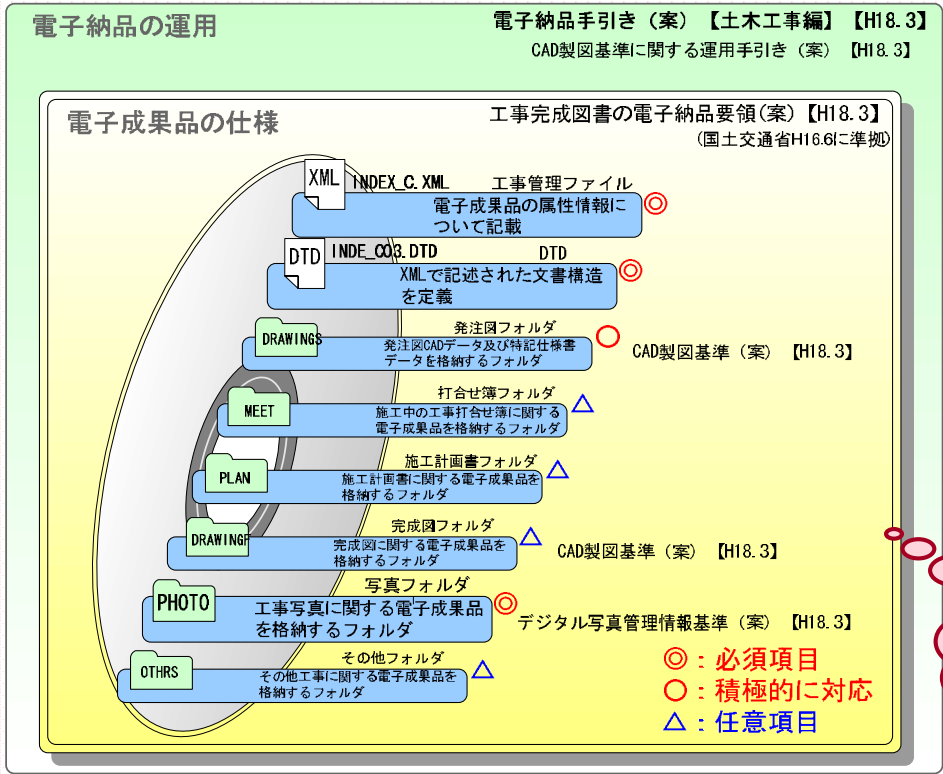 電子納品の運用
電子納品手引き（案）【土木工事編】【H18.3】
CAD製図基準に関する運用手引き（案）【H18.3】
電子成果品の仕様
工事完成図書の電子納品要領(案)【H18.3】
(国土交通省H16.6に準拠)
XML
INDEX_C.XML
工事管理ファイル
電子成果品の属性情報に
ついて記載
◎
DTD
INDE_C03.DTD
DTD
XMLで記述された文書構造
を定義
◎
発注図フォルダ
DRAWINGS
発注図CADデータ及び特記仕様書
データを格納するフォルダ
○
CAD製図基準（案）【H18.3】
打合せ簿フォルダ
MEET
施工中の工事打合せ簿に関する
電子成果品を格納するフォルダ
△
施工計画書フォルダ
PLAN
施工計画書に関する電子成果品を
格納するフォルダ
△
完成図フォルダ
DRAWINGF
完成図に関する電子成果品を
格納するフォルダ
△
CAD製図基準（案）【H18.3】
写真フォルダ
PHOTO
工事写真に関する電子成果品
を格納するフォルダ
◎
デジタル写真管理情報基準（案）【H18.3】
その他フォルダ
OTHRS
その他工事に関する電子成果品を
格納するフォルダ
△
◎：必須項目
○：積極的に対応
△：任意項目